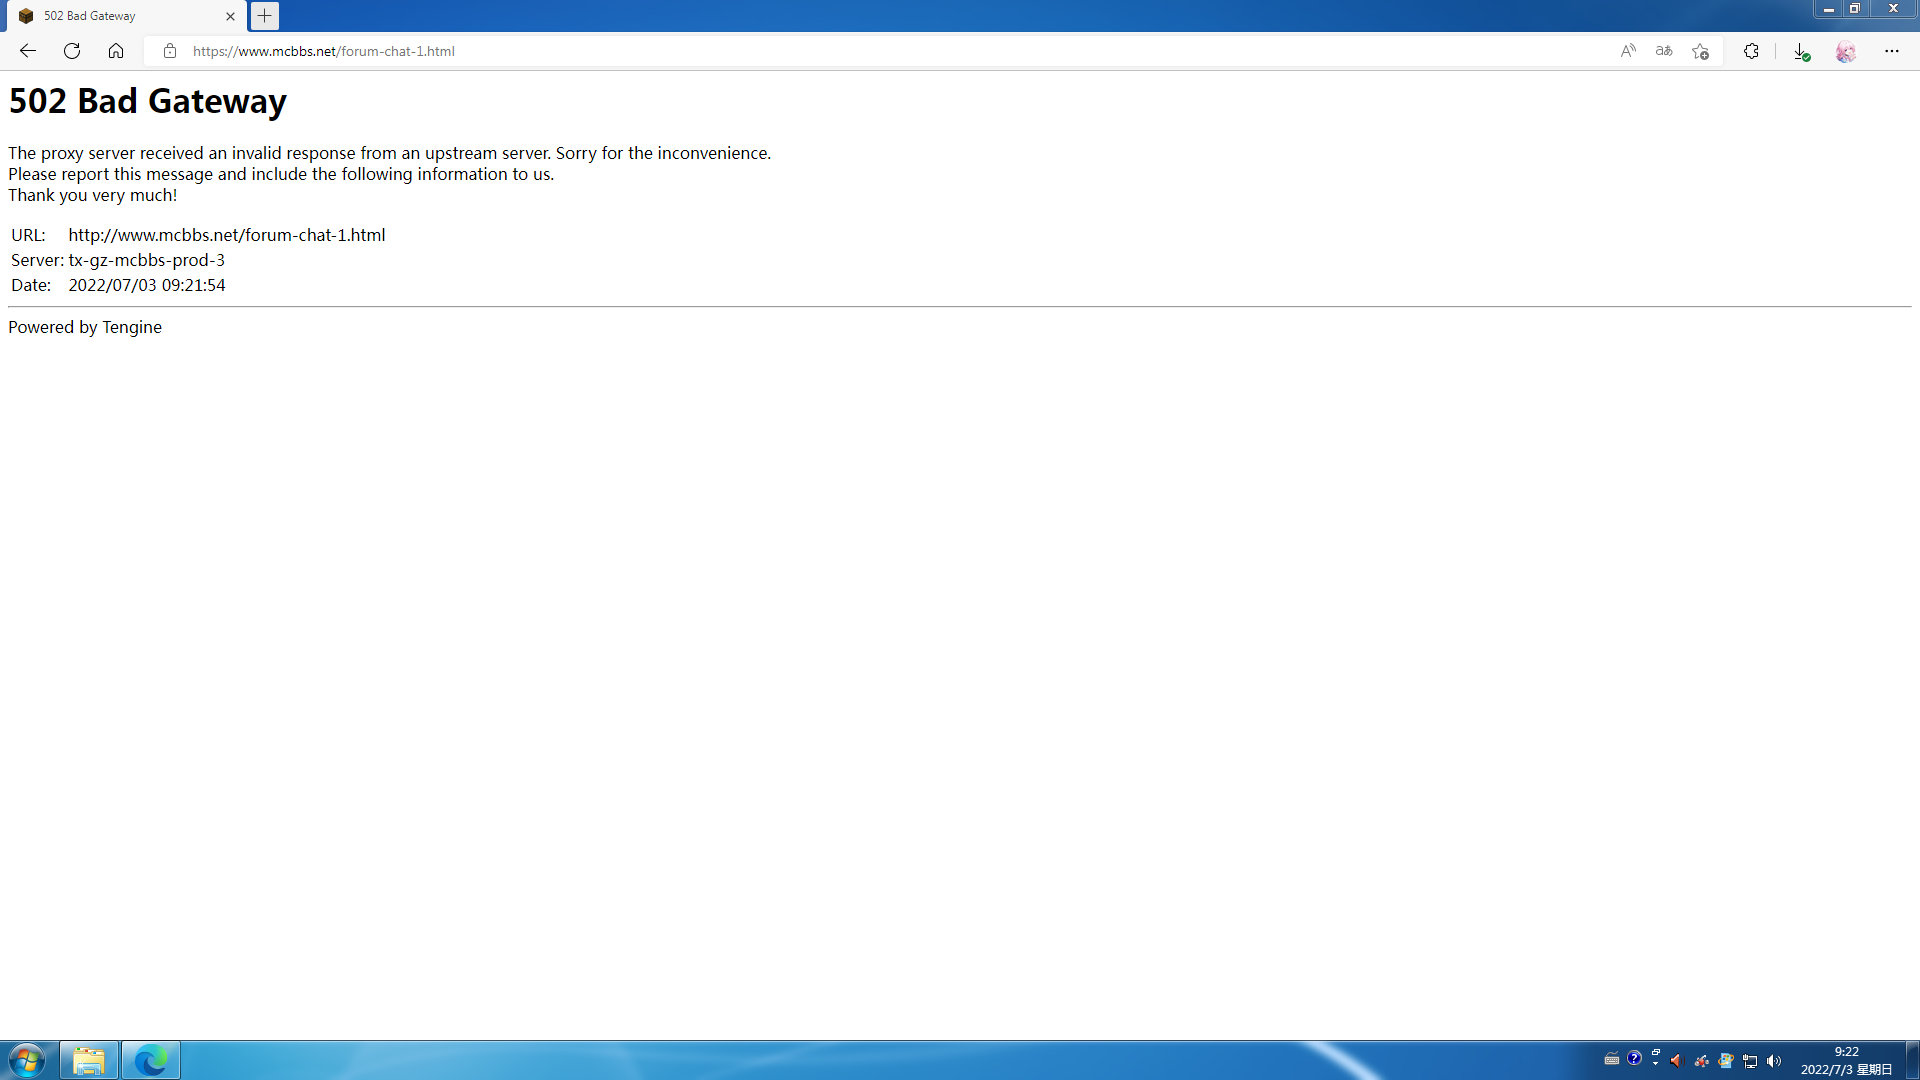 502 Bad Gateway
https://www.mcbbs.net/forum-chat-1.html
502 Bad Gateway
The proxy server received an invalid response from an upstream server. Sorry for the inconvenience.
Please report this message and include the following information to us.
Thank you very much!
URL: http://www.mcbbs.net/forum-chat-1.html
Server: tx-gz-mcbbs-prod-3
Date: 2022/07/03 09:21:54
Powered by Tengine
9:22
2022/7/3 星期日